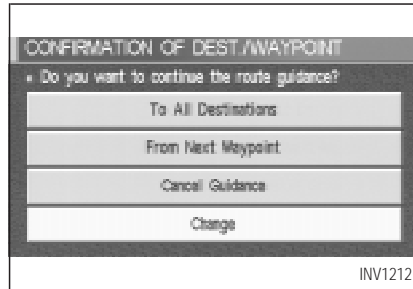 CONFIRMATION OF DEST./WAYPOINT
Do you want to continue the route guidance?
To All Destinations
From Next Waypoint
Cancel Guidance
Change
INV1212